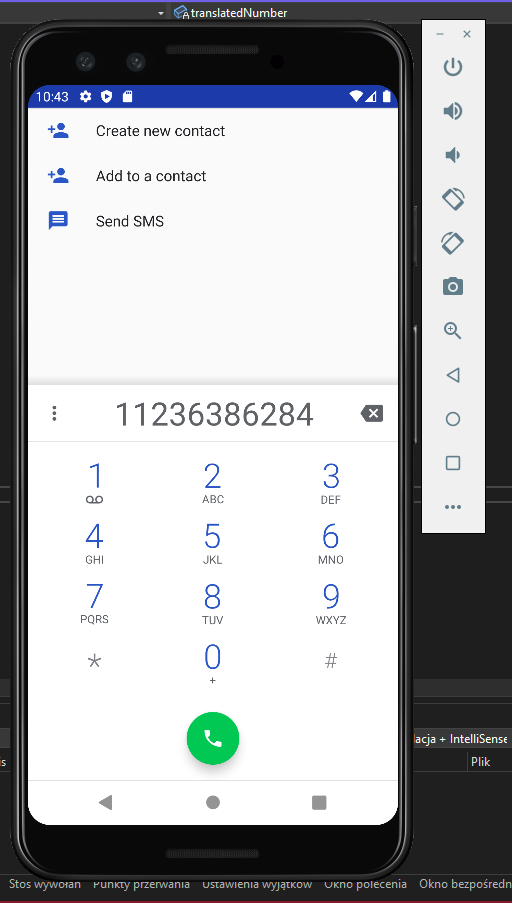 translatedNumber
10:43
Create new contact
Add to a contact
Send SMS
11236386284
1 2 3
ABC DEF
4 5 6
GHI JKL MNO
7 8 9
PQRS TUV WXYZ
* 0 #
+
acja + IntelliSense
is Plik
Stos wywołań Punkty przerwania Ustawienia wyjątków Okno polecenia Okno bezpośredn